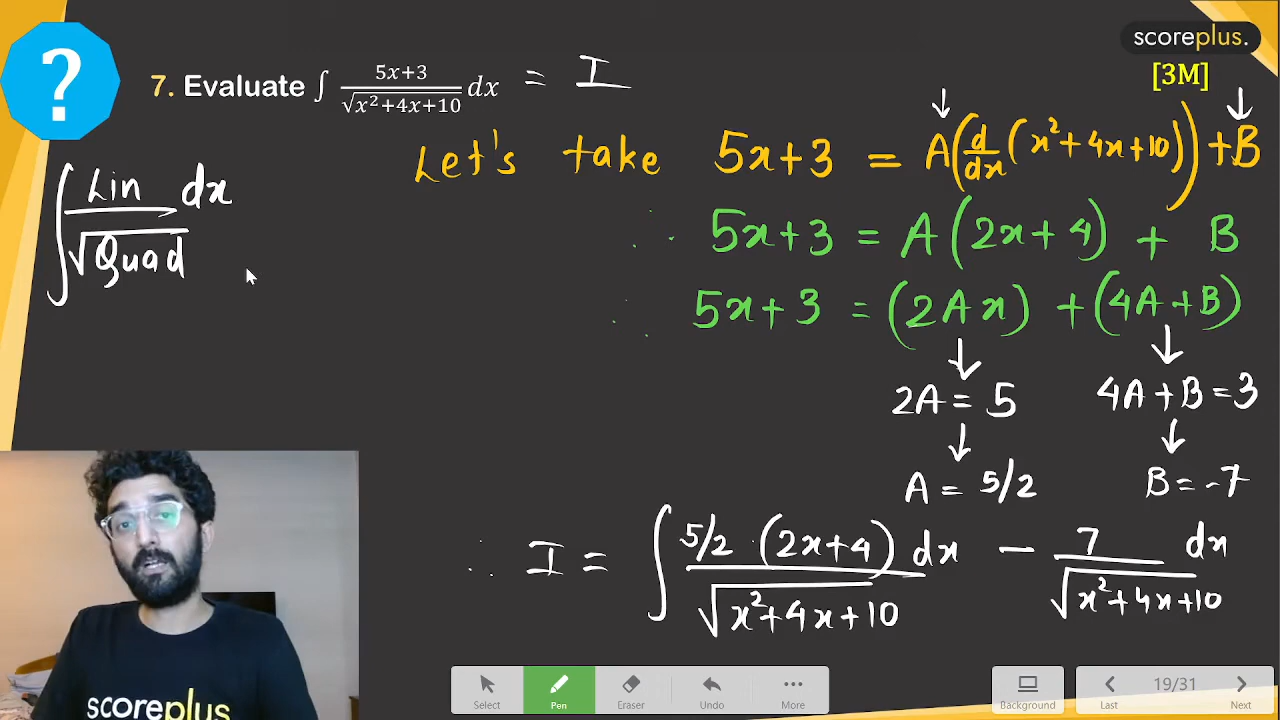 ?
scoreplus.
[3M]
7. Evaluate ∫ 5x+3 / √(x²+4x+10) dx = I
Let's take 5x+3 = A(d/dx(x²+4x+10)) + B
∫ Lin / √Quad dx
∴ 5x+3 = A(2x+4) + B
∴ 5x+3 = (2Ax) + (4A+B)
↓ ↓
2A = 5 4A+B=3
↓ ↓
A = 5/2 B = -7
∴ I = ∫ 5/2 · (2x+4) dx / √(x²+4x+10) − 7 / √(x²+4x+10) dx
scoreplus
Select Pen Eraser Undo More Background Last 19/31 Next